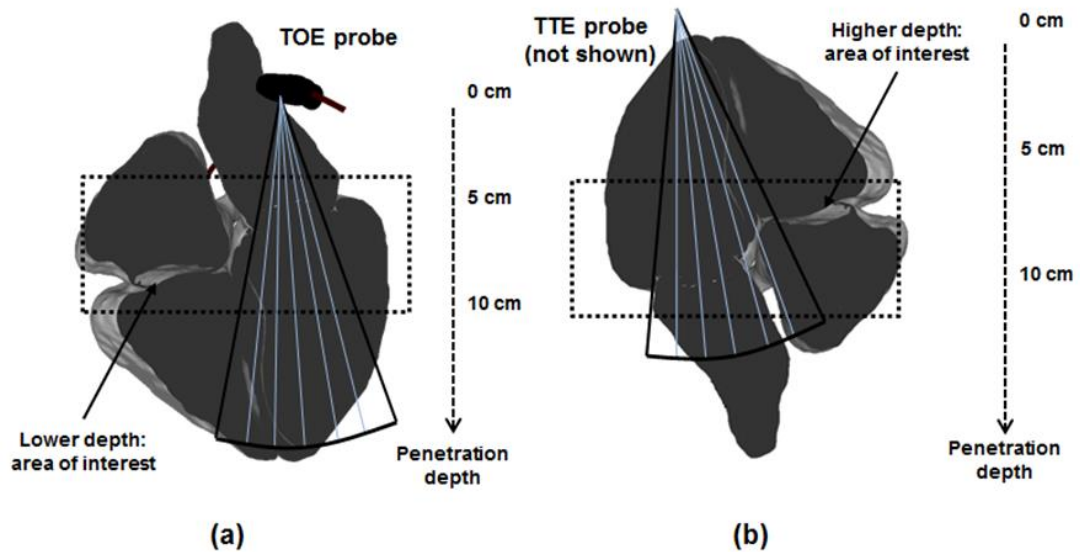 TOE probe
0 cm
5 cm
10 cm
Lower depth:
area of interest
Penetration
depth
(a)
TTE probe
(not shown)
Higher depth:
area of interest
0 cm
5 cm
10 cm
Penetration
depth
(b)